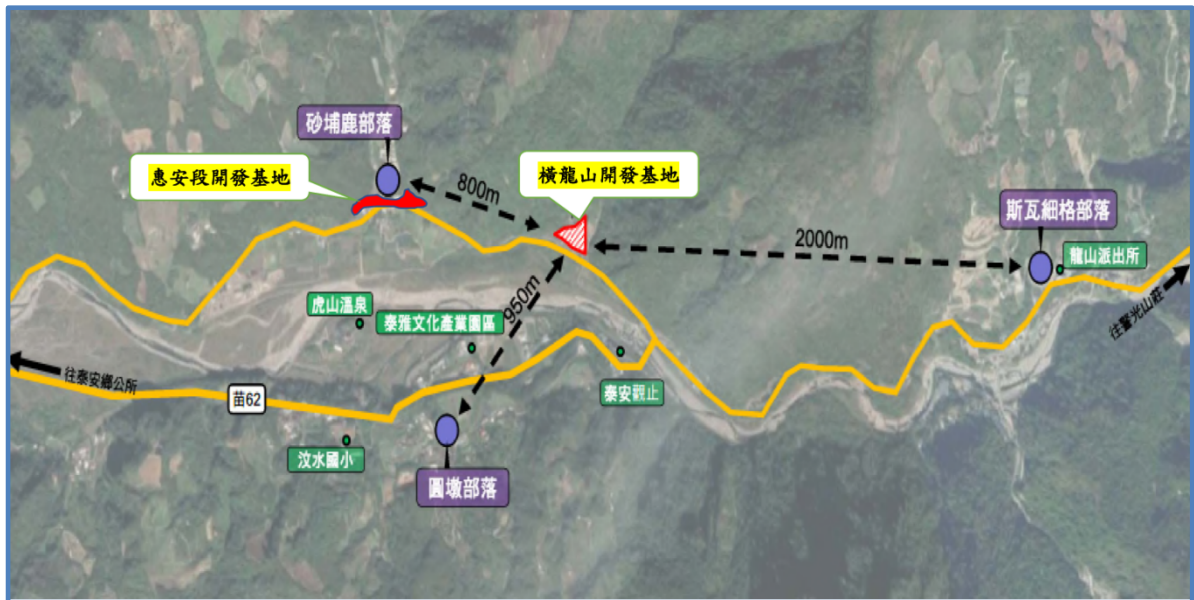 砂埔鹿部落
惠安段開發基地
800m
橫龍山開發基地
斯瓦細格部落
2000m
龍山派出所
虎山溫泉
泰雅文化產業園區
950m
往警光山莊
往泰安鄉公所
苗62
泰安觀止
汶水國小
圓墩部落